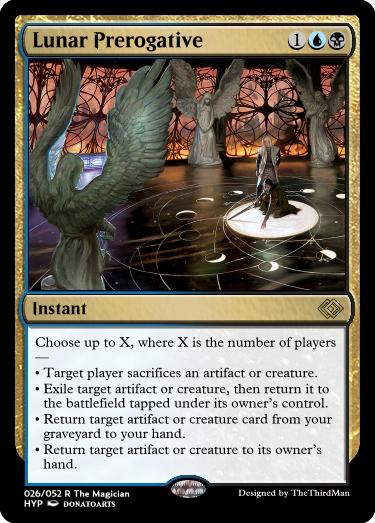 Lunar Prerogative
1
Instant
Choose up to X, where X is the number of players
—
• Target player sacrifices an artifact or creature.
• Exile target artifact or creature, then return it to
the battlefield tapped under its owner's control.
• Return target artifact or creature card from your
graveyard to your hand.
• Return target artifact or creature to its owner's
hand.
026/052 R The Magician
HYP DONATOARTS
Designed by TheThirdMan